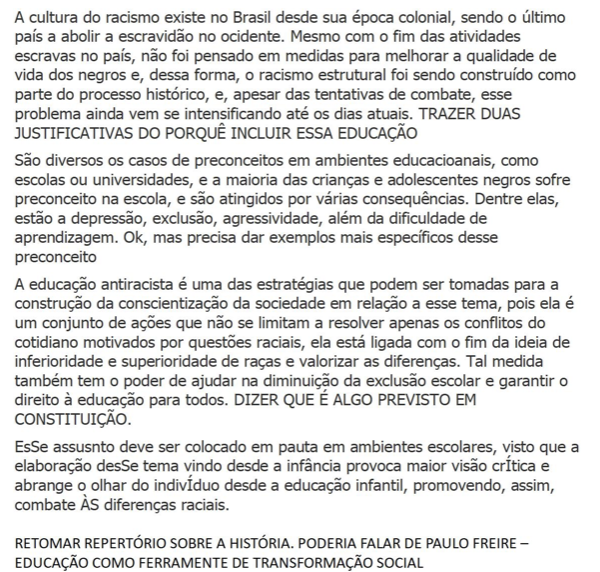 A cultura do racismo existe no Brasil desde sua época colonial, sendo o último
país a abolir a escravidão no ocidente. Mesmo com o fim das atividades
escravas no país, não foi pensado em medidas para melhorar a qualidade de
vida dos negros e, dessa forma, o racismo estrutural foi sendo construído como
parte do processo histórico, e, apesar das tentativas de combate, esse
problema ainda vem se intensificando até os dias atuais. TRAZER DUAS
JUSTIFICATIVAS DO PORQUÊ INCLUIR ESSA EDUCAÇÃO
São diversos os casos de preconceitos em ambientes educacioanais, como
escolas ou universidades, e a maioria das crianças e adolescentes negros sofre
preconceito na escola, e são atingidos por várias consequências. Dentre elas,
estão a depressão, exclusão, agressividade, além da dificuldade de
aprendizagem. Ok, mas precisa dar exemplos mais específicos desse
preconceito
A educação antiracista é uma das estratégias que podem ser tomadas para a
construção da conscientização da sociedade em relação a esse tema, pois ela é
um conjunto de ações que não se limitam a resolver apenas os conflitos do
cotidiano motivados por questões raciais, ela está ligada com o fim da ideia de
inferioridade e superioridade de raças e valorizar as diferenças. Tal medida
também tem o poder de ajudar na diminuição da exclusão escolar e garantir o
direito à educação para todos. DIZER QUE É ALGO PREVISTO EM
CONSTITUIÇÃO.
EsSe assusnto deve ser colocado em pauta em ambientes escolares, visto que a
elaboração desSe tema vindo desde a infância provoca maior visão crÍtica e
abrange o olhar do indivÍduo desde a educação infantil, promovendo, assim,
combate ÀS diferenças raciais.
RETOMAR REPERTÓRIO SOBRE A HISTÓRIA. PODERIA FALAR DE PAULO FREIRE –
EDUCAÇÃO COMO FERRAMENTE DE TRANSFORMAÇÃO SOCIAL